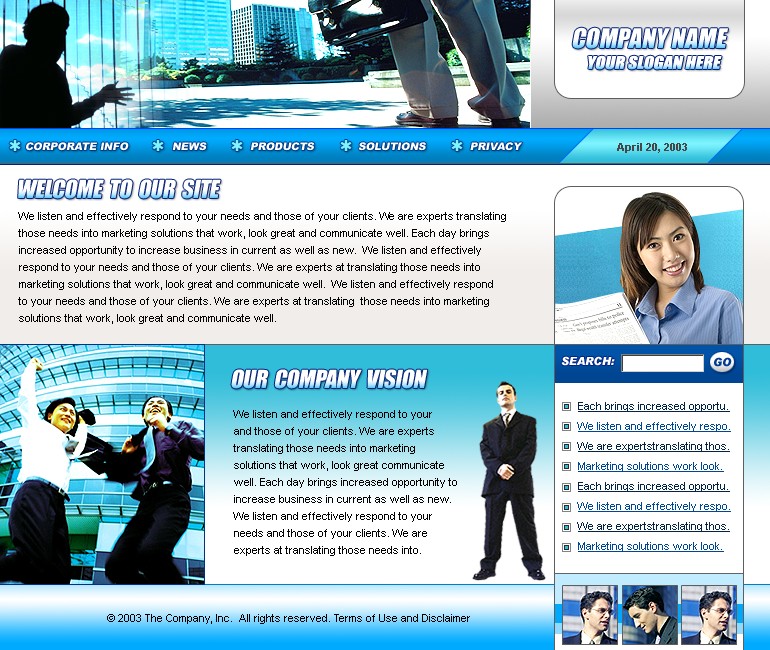 COMPANY NAME
YOUR SLOGAN HERE
CORPORATE INFO
NEWS
PRODUCTS
SOLUTIONS
PRIVACY
April 20, 2003
WELCOME TO OUR SITE
We listen and effectively respond to your needs and those of your clients. We are experts translating
those needs into marketing solutions that work, look great and communicate well. Each day brings
increased opportunity to increase business in current as well as new. We listen and effectively
respond to your needs and those of your clients. We are experts at translating those needs into
marketing solutions that work, look great and communicate well. We listen and effectively respond
to your needs and those of your clients. We are experts at translating those needs into marketing
solutions that work, look great and communicate well.
SEARCH:
GO
OUR COMPANY VISION
We listen and effectively respond to your
and those of your clients. We are experts
translating those needs into marketing
solutions that work, look great communicate
well. Each day brings increased opportunity to
increase business in current as well as new.
We listen and effectively respond to your
needs and those of your clients. We are
experts at translating those needs into.
Each brings increased opportu.
We listen and effectively respo.
We are expertstranslating thos.
Marketing solutions work look.
Each brings increased opportu.
We listen and effectively respo.
We are expertstranslating thos.
Marketing solutions work look.
© 2003 The Company, Inc. All rights reserved. Terms of Use and Disclaimer